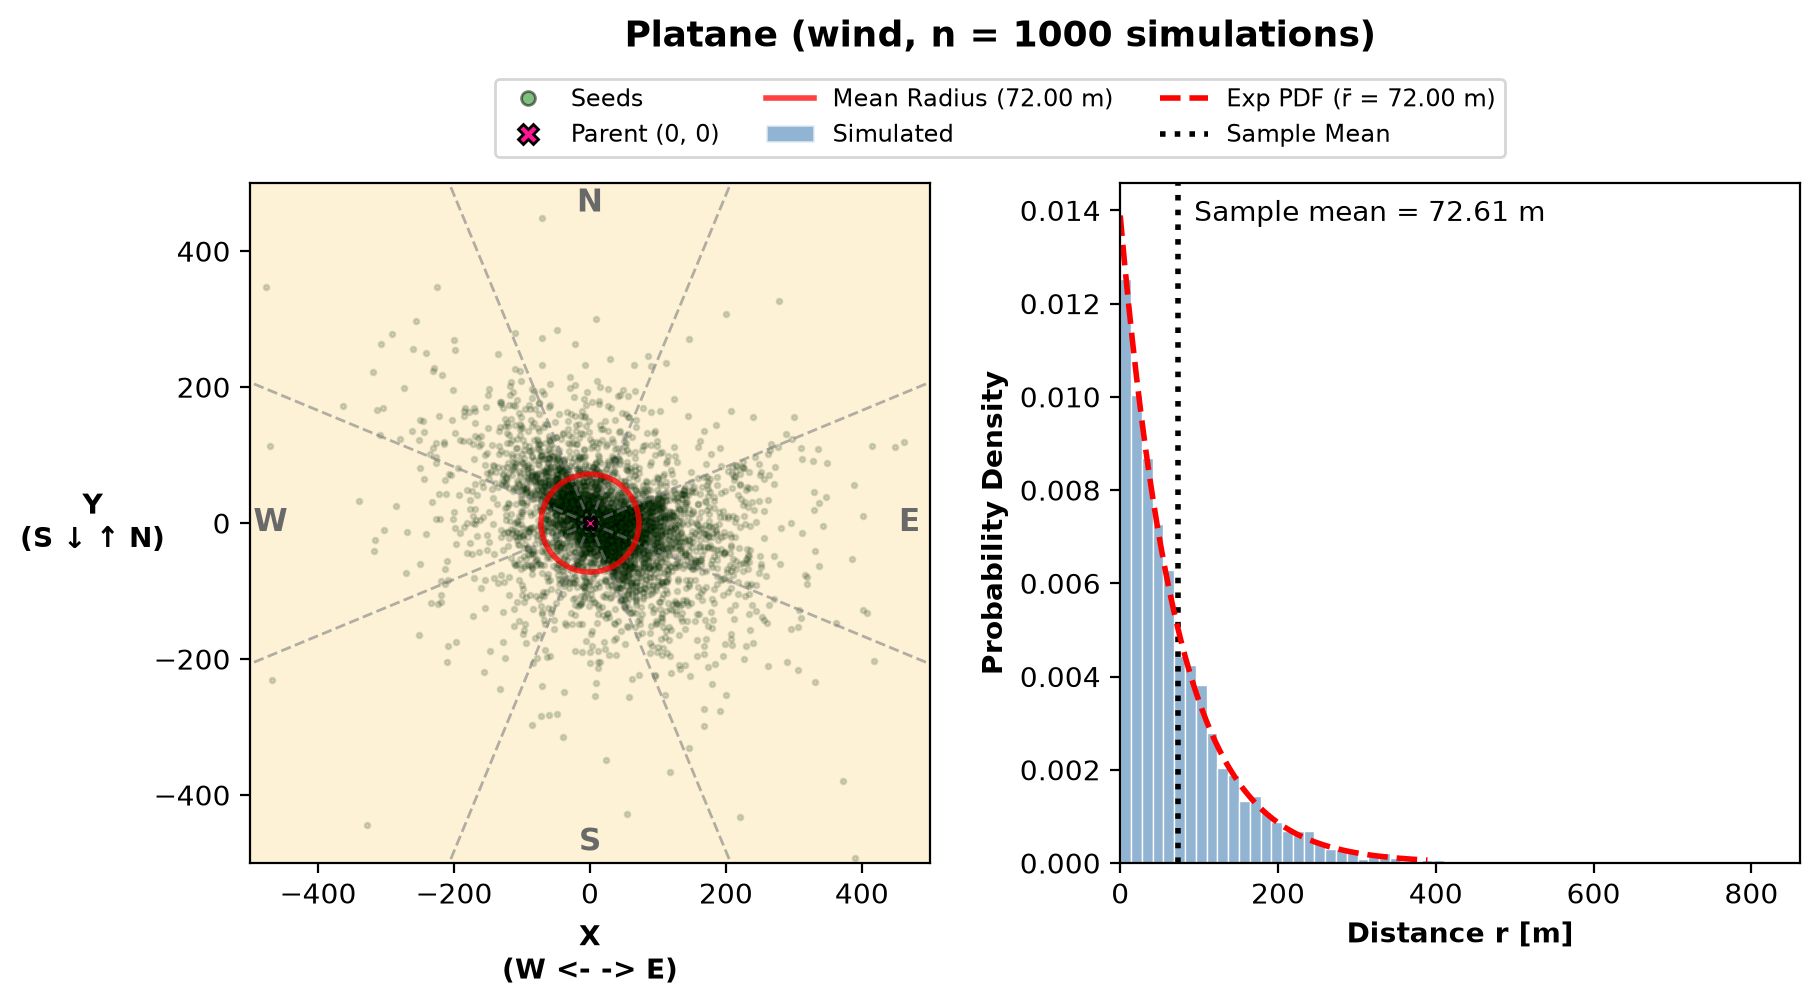 Platane (wind, n = 1000 simulations)
Seeds
Parent (0, 0)
Mean Radius (72.00 m)
Simulated
Exp PDF (r̄ = 72.00 m)
Sample Mean
N
W
E
S
400
200
0
−200
−400
Y
(S ↓ ↑ N)
−400
−200
0
200
400
X
(W <- -> E)
Sample mean = 72.61 m
0.014
0.012
0.010
0.008
0.006
0.004
0.002
0.000
Probability Density
0
200
400
600
800
Distance r [m]